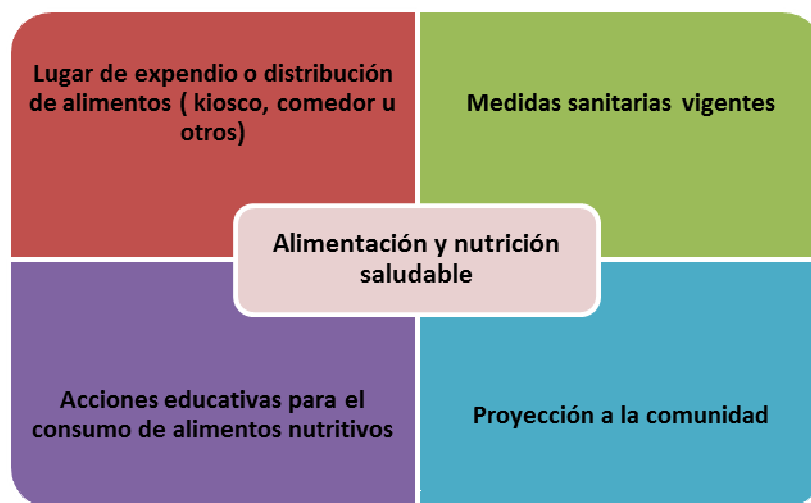 Lugar de expendio o distribución
de alimentos ( kiosco, comedor u
otros)
Medidas sanitarias vigentes
Alimentación y nutrición
saludable
Acciones educativas para el
consumo de alimentos nutritivos
Proyección a la comunidad